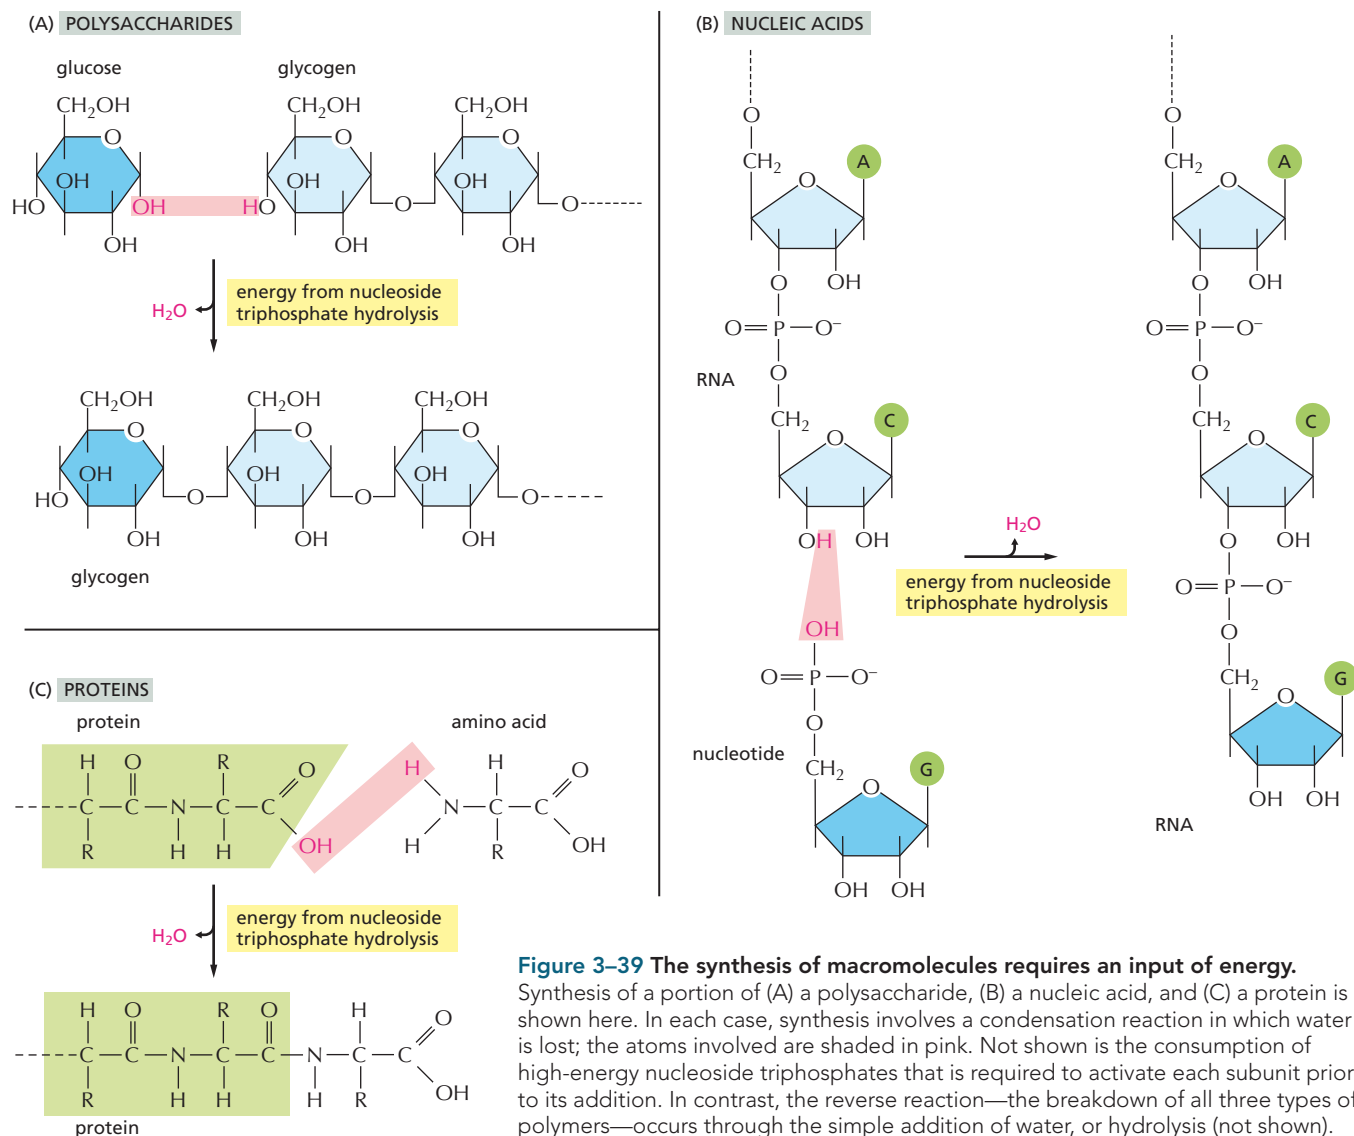 (A) POLYSACCHARIDES
glucose
glycogen
CH2OH
CH2OH
CH2OH
O
O
O
OH
OH
OH
HO
OH
HO
O
O
OH
OH
OH
H2O
energy from nucleoside
triphosphate hydrolysis
CH2OH
CH2OH
CH2OH
O
O
O
OH
OH
OH
HO
O
O
O
OH
OH
OH
glycogen
(B) NUCLEIC ACIDS
O
CH2
A
O
O
OH
O=P—O–
O
RNA
CH2
C
O
OH
OH
OH
O=P—O–
O
nucleotide
CH2
G
O
OH
OH
H2O
energy from nucleoside
triphosphate hydrolysis
O
CH2
A
O
O
OH
O=P—O–
O
CH2
C
O
O
OH
O=P—O–
O
CH2
G
O
OH
OH
RNA
(C) PROTEINS
protein
amino acid
H
O
R
O
H
H
O
C—C—N—C—C
N—C—C
R
H
H
OH
H
R
OH
H2O
energy from nucleoside
triphosphate hydrolysis
H
O
R
O
H
O
C—C—N—C—C—N—C—C
R
H
H
H
R
OH
protein
Figure 3–39 The synthesis of macromolecules requires an input of energy.
Synthesis of a portion of (A) a polysaccharide, (B) a nucleic acid, and (C) a protein is
shown here. In each case, synthesis involves a condensation reaction in which water
is lost; the atoms involved are shaded in pink. Not shown is the consumption of
high-energy nucleoside triphosphates that is required to activate each subunit prior
to its addition. In contrast, the reverse reaction—the breakdown of all three types of
polymers—occurs through the simple addition of water, or hydrolysis (not shown).